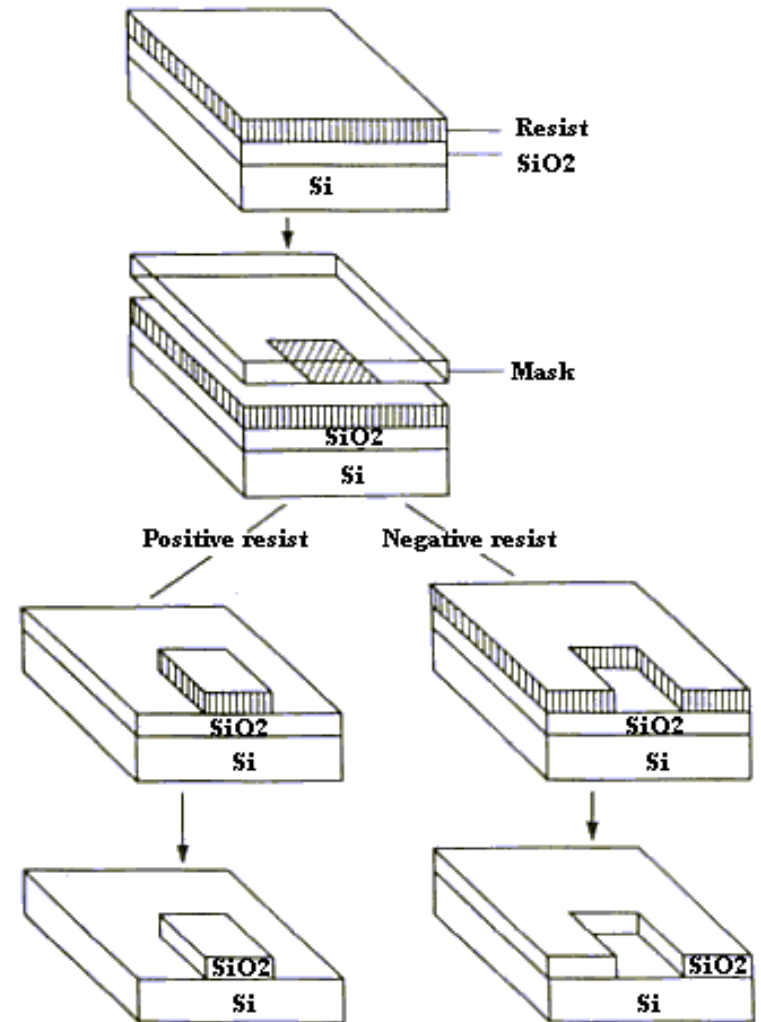 Resist
SiO2
Si
Mask
SiO2
Si
Positive resist
Negative resist
SiO2
Si
SiO2
Si
SiO2
Si
SiO2
Si